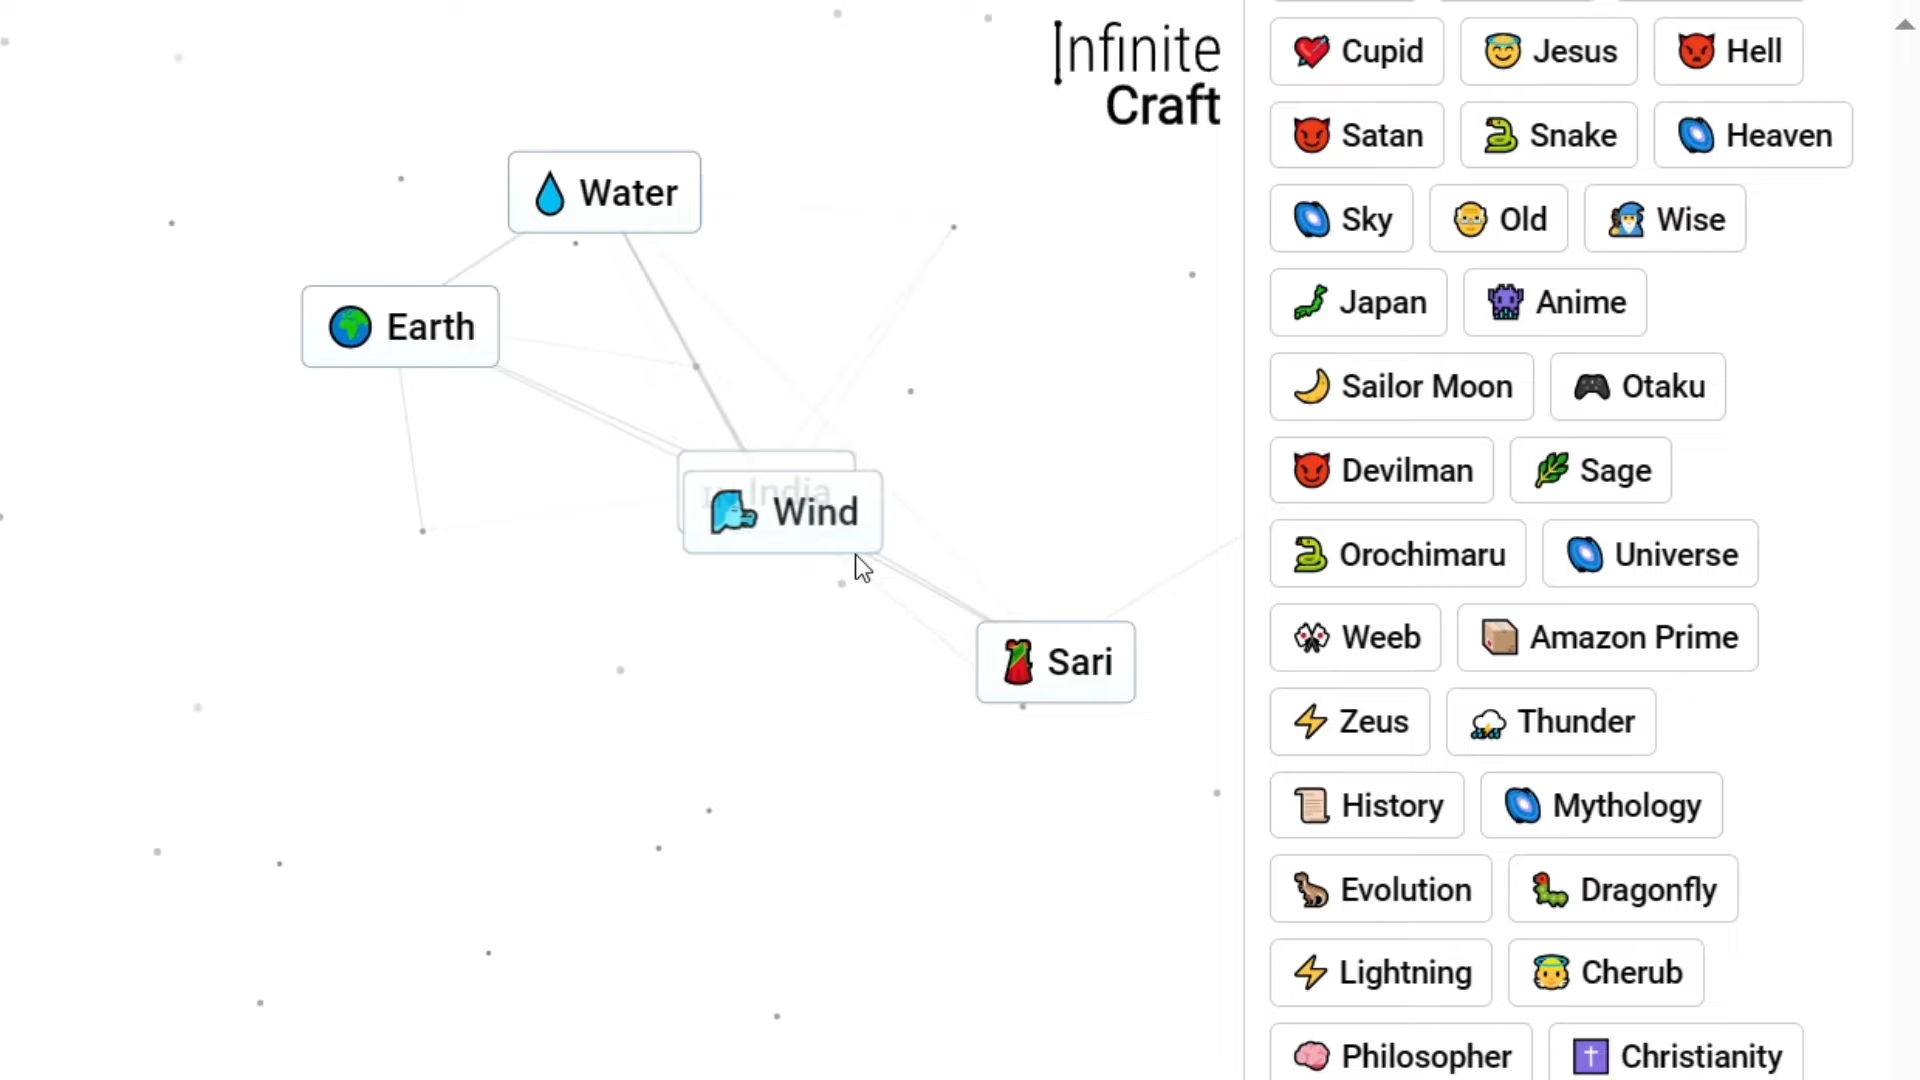 Infinite
Craft
Water
Earth
India
Wind
Sari
Cupid Jesus Hell
Satan Snake Heaven
Sky Old Wise
Japan Anime
Sailor Moon Otaku
Devilman Sage
Orochimaru Universe
Weeb Amazon Prime
Zeus Thunder
History Mythology
Evolution Dragonfly
Lightning Cherub
Philosopher Christianity